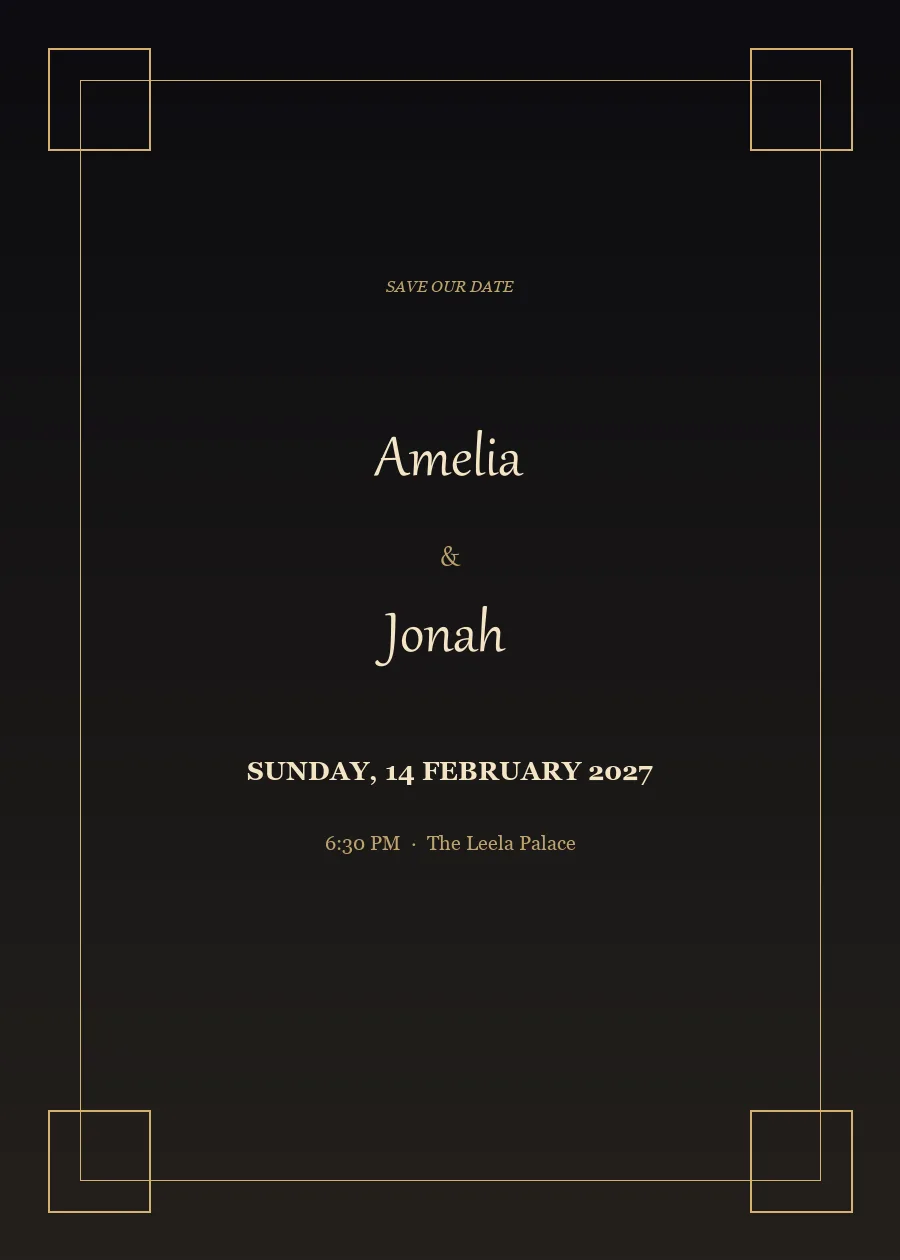 SAVE OUR DATE
Amelia
&
Jonah
SUNDAY, 14 FEBRUARY 2027
6:30 PM · The Leela Palace